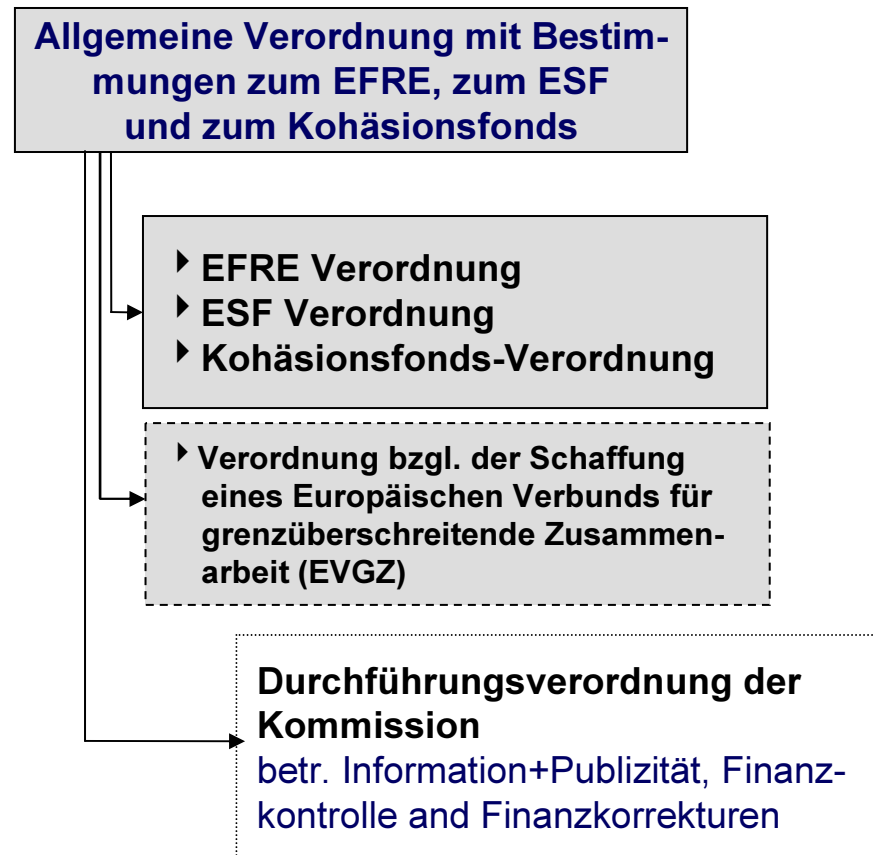 Allgemeine Verordnung mit Bestim-
mungen zum EFRE, zum ESF
und zum Kohäsionsfonds
EFRE Verordnung
ESF Verordnung
Kohäsionsfonds-Verordnung
Verordnung bzgl. der Schaffung
eines Europäischen Verbunds für
grenzüberschreitende Zusammen-
arbeit (EVGZ)
Durchführungsverordnung der
Kommission
betr. Information+Publizität, Finanz-
kontrolle and Finanzkorrekturen